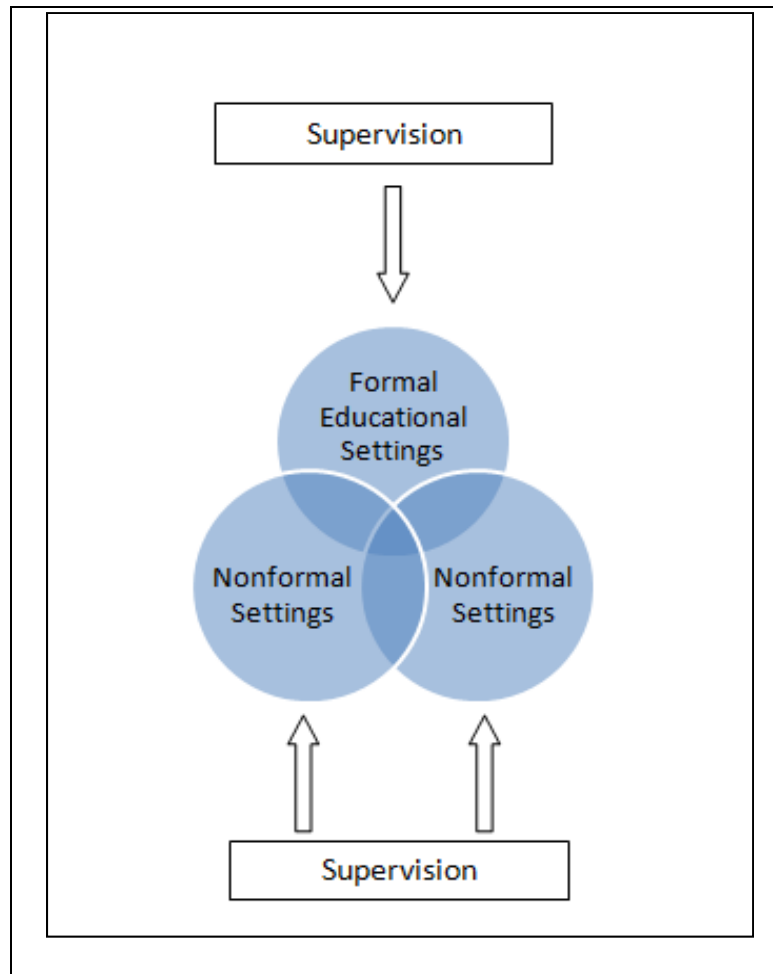 Supervision
Formal
Educational
Settings
Nonformal
Settings
Nonformal
Settings
Supervision